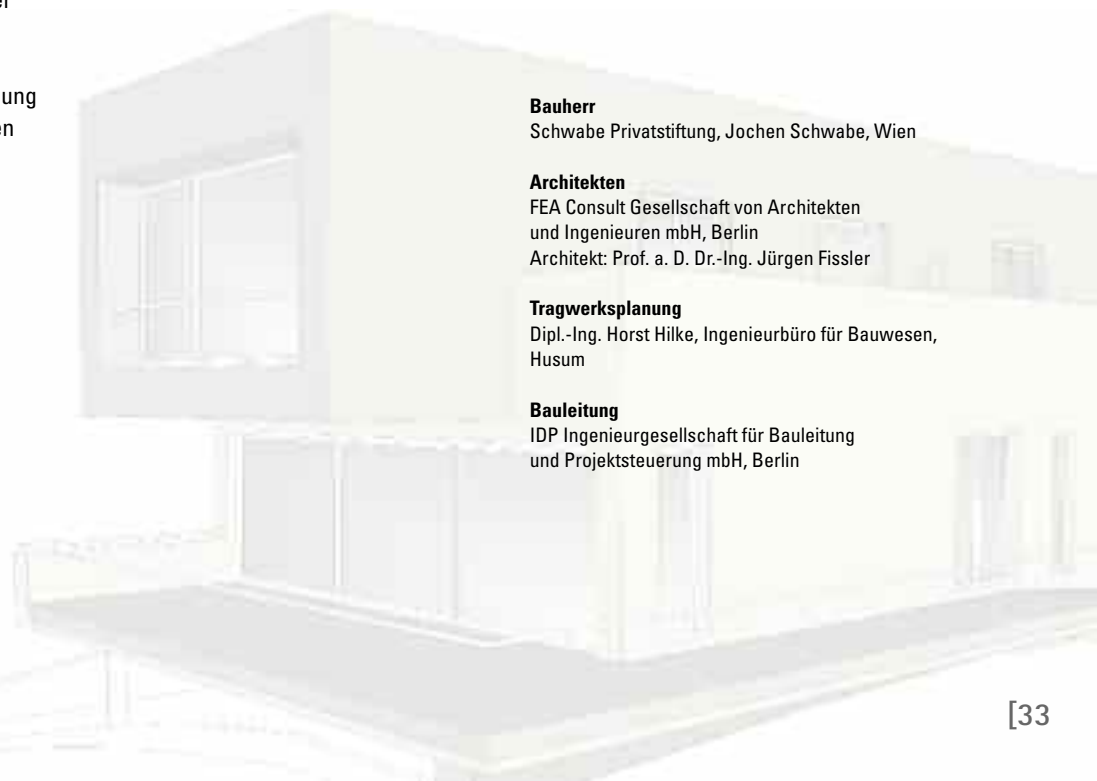 ung
en
Bauherr
Schwabe Privatstiftung, Jochen Schwabe, Wien
Architekten
FEA Consult Gesellschaft von Architekten
und Ingenieuren mbH, Berlin
Architekt: Prof. a. D. Dr.-Ing. Jürgen Fissler
Tragwerksplanung
Dipl.-Ing. Horst Hilke, Ingenieurbüro für Bauwesen,
Husum
Bauleitung
IDP Ingenieurgesellschaft für Bauleitung
und Projektsteuerung mbH, Berlin
[33